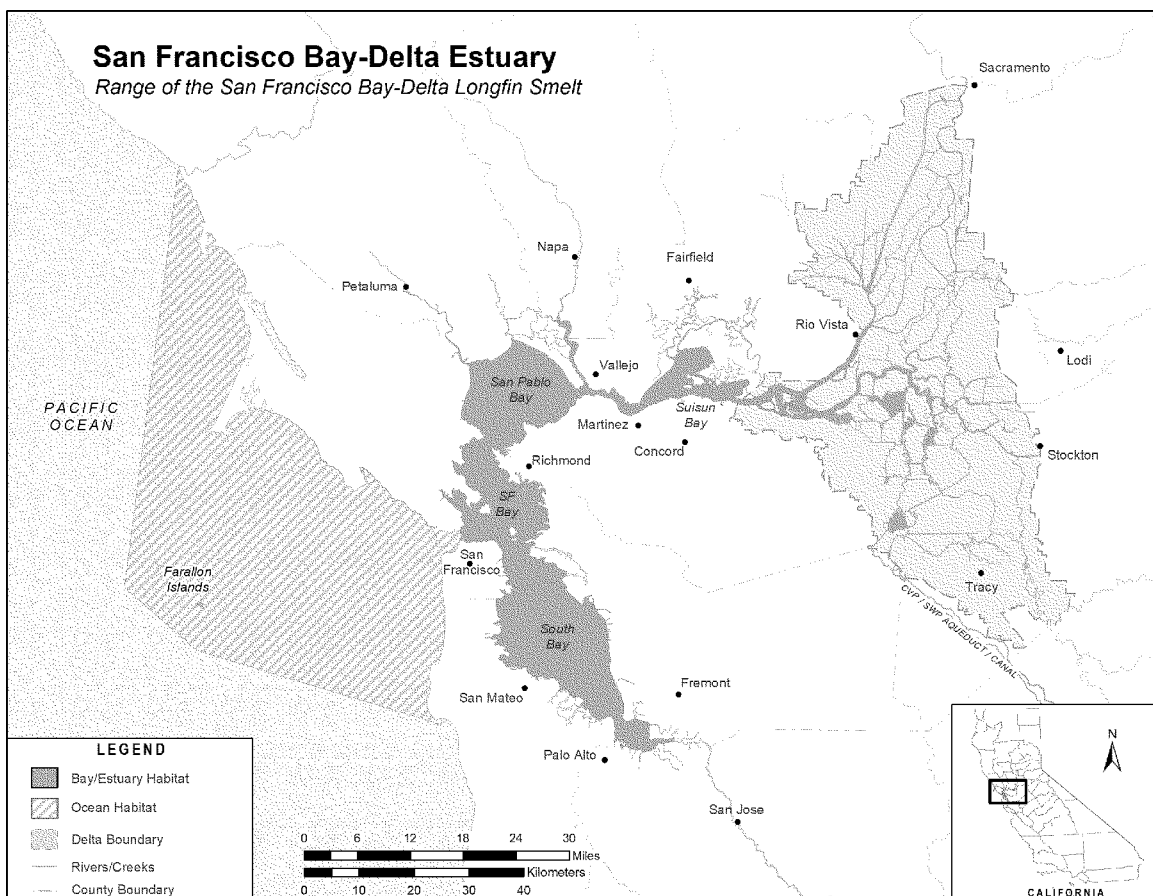 San Francisco Bay-Delta Estuary
Range of the San Francisco Bay-Delta Longfin Smelt
Sacramento
Napa
Fairfield
Petaluma
Rio Vista
Lodi
Vallejo
San Pablo
Bay
PACIFIC
OCEAN
Suisun
Bay
Martinez
Concord
Stockton
Richmond
SF
Bay
San
Francisco
Farallon
Islands
Tracy
CVP / SWP AQUEDUCT / CANAL
South
Bay
Fremont
San Mateo
Palo Alto
San Jose
LEGEND
Bay/Estuary Habitat
Ocean Habitat
Delta Boundary
Rivers/Creeks
County Boundary
0 6 12 18 24 30
Miles
Kilometers
0 10 20 30 40
N
CALIFORNIA